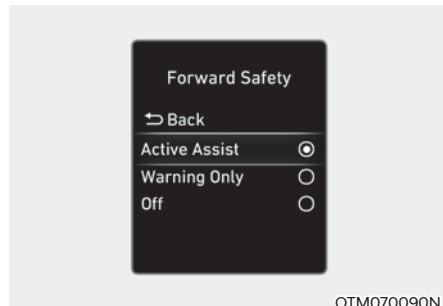 Forward Safety
Back
Active Assist
Warning Only
Off
OTM070090N